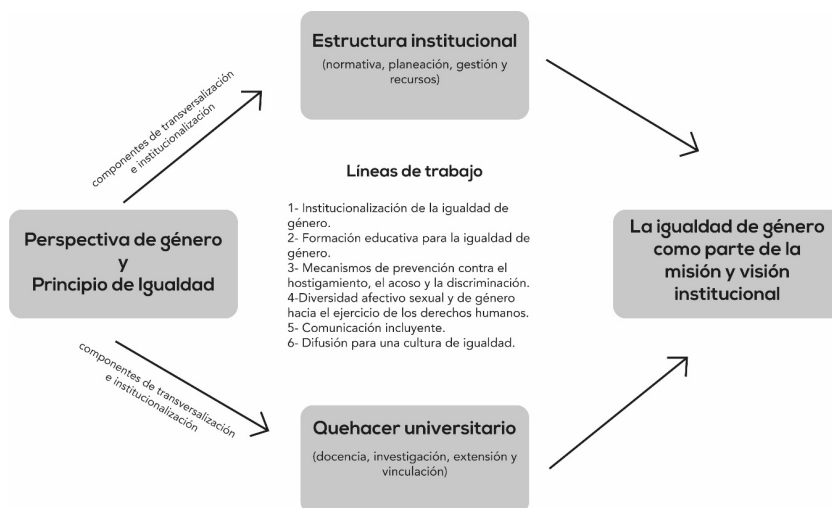 Estructura institucional
(normativa, planeación, gestión y
recursos)
componentes de transversalización
e institucionalización
Líneas de trabajo
1- Institucionalización de la igualdad de
género.
2- Formación educativa para la igualdad de
género.
3- Mecanismos de prevención contra el
hostigamiento, el acoso y la discriminación.
4-Diversidad afectivo sexual y de género
hacia el ejercicio de los derechos humanos.
5- Comunicación incluyente.
6- Difusión para una cultura de igualdad.
Perspectiva de género
y
Principio de Igualdad
La igualdad de género
como parte de la
misión y visión
institucional
componentes de transversalización
e institucionalización
Quehacer universitario
(docencia, investigación, extensión y
vinculación)